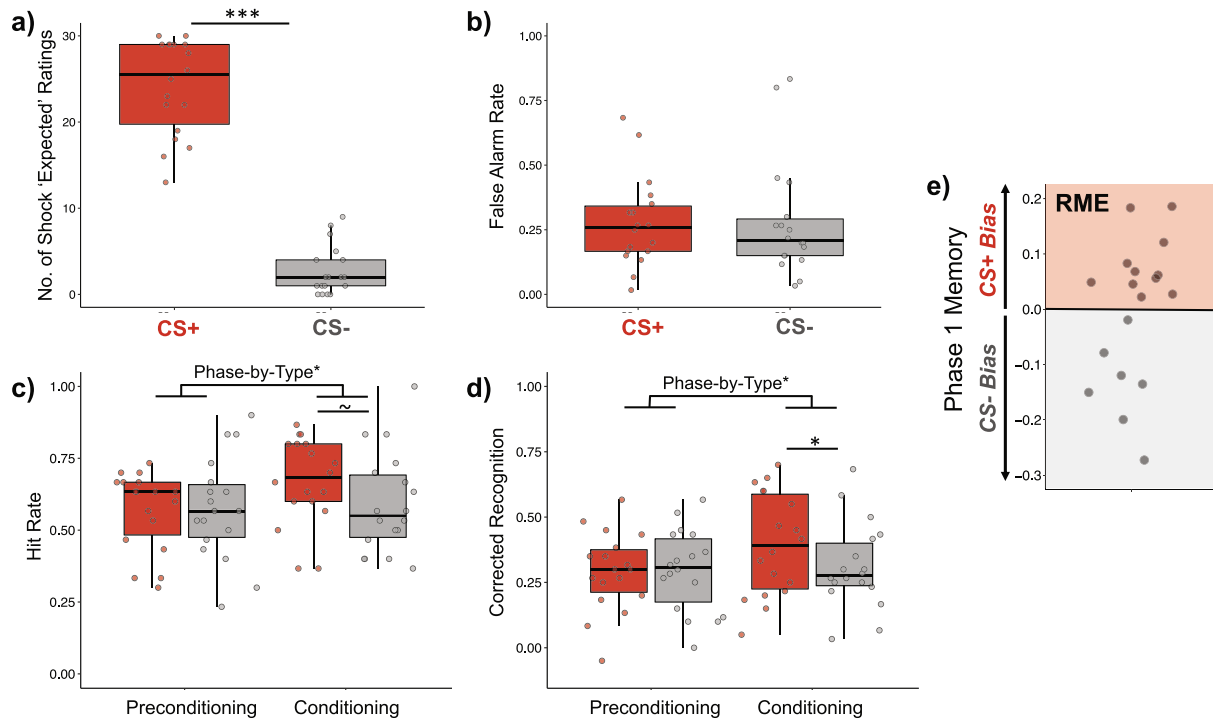 a)
***
No. of Shock 'Expected' Ratings
30
20
10
0
CS+
CS-
b)
False Alarm Rate
1.00
0.75
0.50
0.25
0.00
CS+
CS-
c)
Phase-by-Type*
~
Hit Rate
1.00
0.75
0.50
0.25
0.00
Preconditioning
Conditioning
d)
Phase-by-Type*
*
Corrected Recognition
1.00
0.75
0.50
0.25
0.00
Preconditioning
Conditioning
e)
RME
Phase 1 Memory
CS+ Bias
CS- Bias
0.2
0.1
0.0
−0.1
−0.2
−0.3